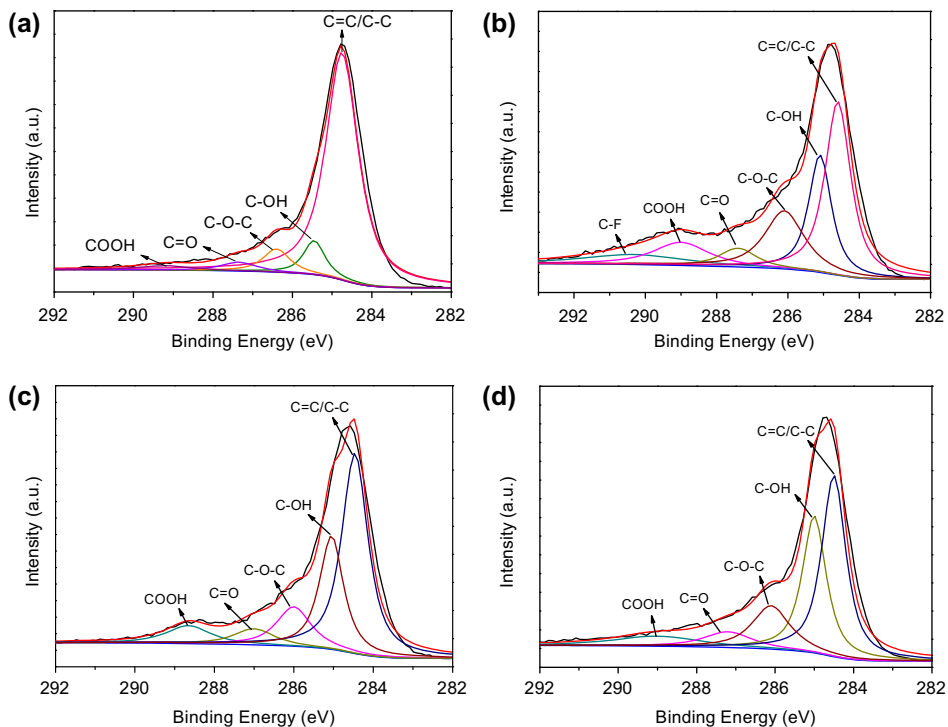 (a)
C=C/C-C
C-OH
C-O-C
C=O
COOH
Intensity (a.u.)
292 290 288 286 284 282
Binding Energy (eV)
(b)
C=C/C-C
C-OH
C-O-C
C=O
COOH
C-F
Intensity (a.u.)
292 290 288 286 284 282
Binding Energy (eV)
(c)
C=C/C-C
C-OH
C-O-C
C=O
COOH
Intensity (a.u.)
292 290 288 286 284 282
Binding Energy (eV)
(d)
C=C/C-C
C-OH
C-O-C
C=O
COOH
Intensity (a.u.)
292 290 288 286 284 282
Binding Energy (eV)